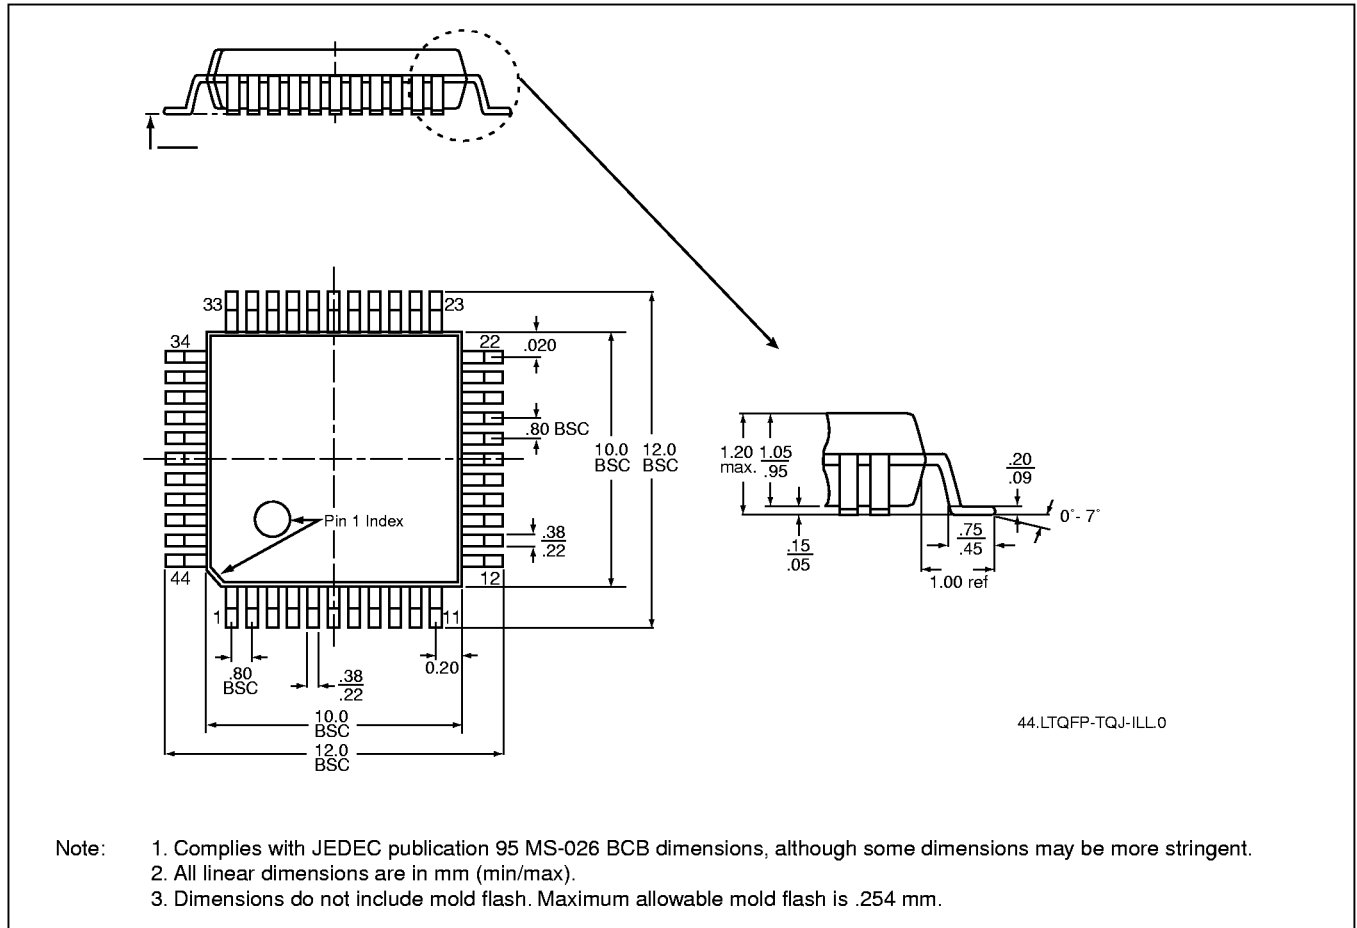 33
23
34
22
.020
.80 BSC
10.0
BSC
12.0
BSC
Pin 1 Index
.38
.22
44
12
1
11
.80
BSC
.38
.22
0.20
10.0
BSC
12.0
BSC
1.20
max.
1.05
.95
.15
.05
.20
.09
0°- 7°
.75
.45
1.00 ref
44.LTQFP-TQJ-ILL.0
Note:
1. Complies with JEDEC publication 95 MS-026 BCB dimensions, although some dimensions may be more stringent.
2. All linear dimensions are in mm (min/max).
3. Dimensions do not include mold flash. Maximum allowable mold flash is .254 mm.